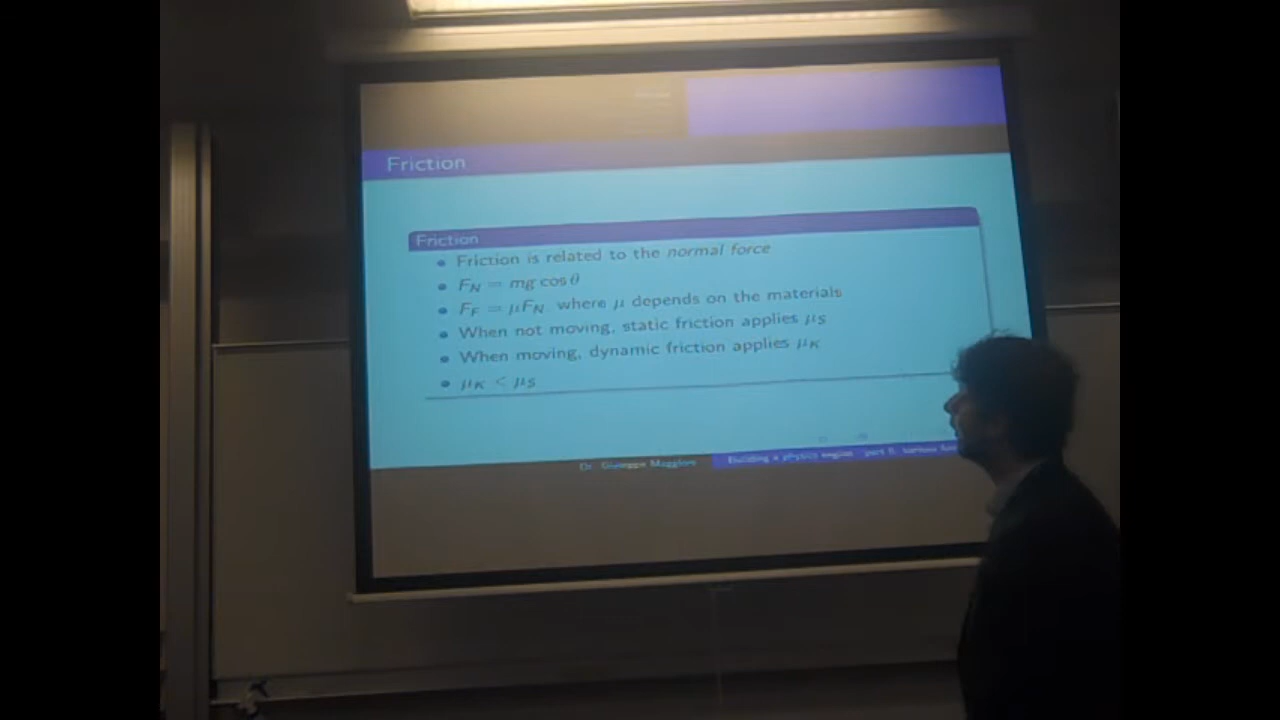 Friction
Friction
Friction is related to the normal force
F_N = mg cos θ
F_F = μF_N, where μ depends on the materials
When not moving, static friction applies μ_S
When moving, dynamic friction applies μ_K
μ_K < μ_S
Dr. Giuseppe Maggiore
Building a physics engine part